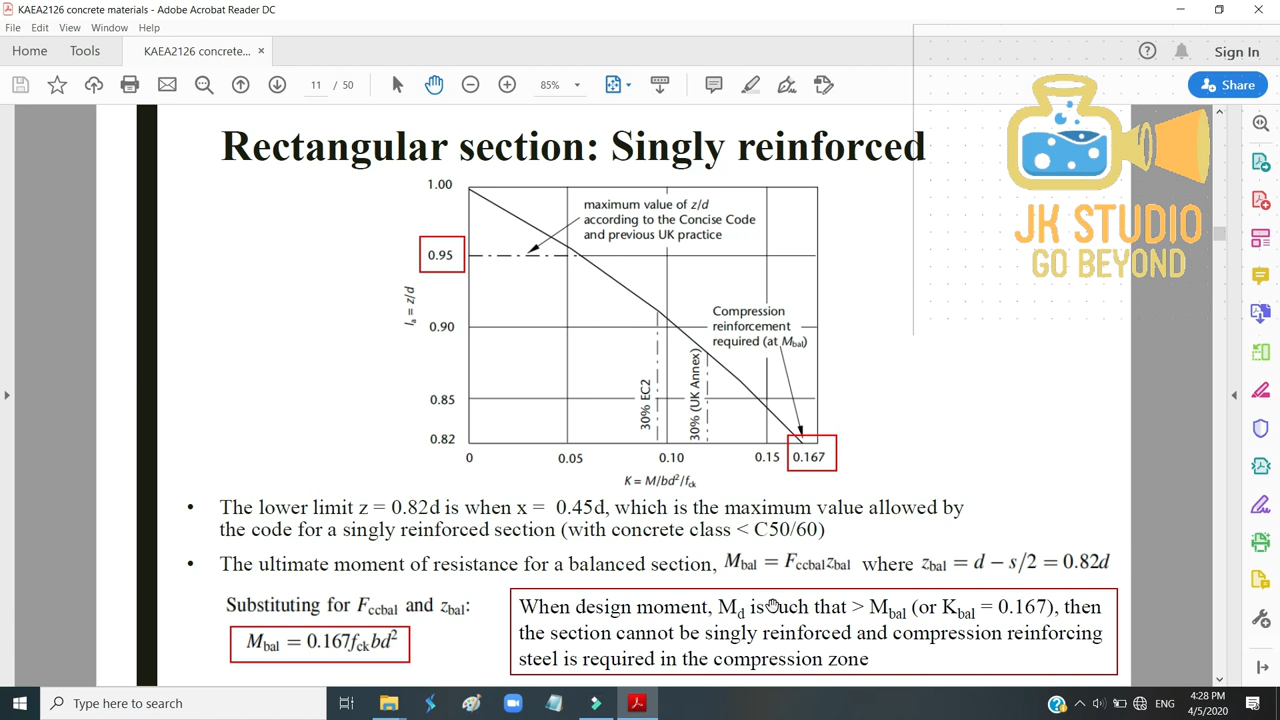 KAEA2126 concrete materials - Adobe Acrobat Reader DC
File Edit View Window Help
Home Tools KAEA2126 concrete... × Sign In
11 / 50 85% Share
Rectangular section: Singly reinforced
JK STUDIO
GO BEYOND
1.00
0.95
0.90
0.85
0.82
lₐ = z/d
maximum value of z/d
according to the Concise Code
and previous UK practice
Compression
reinforcement
required (at Mbal)
30% EC2
30% (UK Annex)
0 0.05 0.10 0.15 0.167
K = M/bd²/fck
• The lower limit z = 0.82d is when x = 0.45d, which is the maximum value allowed by
the code for a singly reinforced section (with concrete class < C50/60)
• The ultimate moment of resistance for a balanced section, Mbal = Fccbal zbal where zbal = d − s/2 = 0.82d
Substituting for Fccbal and zbal:
Mbal = 0.167fck bd²
When design moment, Md is such that > Mbal (or Kbal = 0.167), then
the section cannot be singly reinforced and compression reinforcing
steel is required in the compression zone
Type here to search
ENG
4:28 PM
4/5/2020